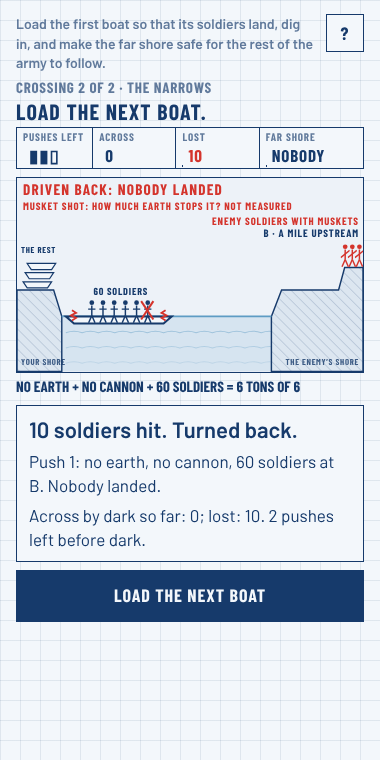 Load the first boat so that its soldiers land, dig
in, and make the far shore safe for the rest of the
army to follow.
?
CROSSING 2 OF 2 · THE NARROWS
LOAD THE NEXT BOAT.
PUSHES LEFT
ACROSS
0
LOST
10
FAR SHORE
NOBODY
DRIVEN BACK: NOBODY LANDED
MUSKET SHOT: HOW MUCH EARTH STOPS IT? NOT MEASURED
ENEMY SOLDIERS WITH MUSKETS
B · A MILE UPSTREAM
THE REST
60 SOLDIERS
YOUR SHORE
THE ENEMY'S SHORE
NO EARTH + NO CANNON + 60 SOLDIERS = 6 TONS OF 6
10 soldiers hit. Turned back.
Push 1: no earth, no cannon, 60 soldiers at
B. Nobody landed.
Across by dark so far: 0; lost: 10. 2 pushes
left before dark.
LOAD THE NEXT BOAT